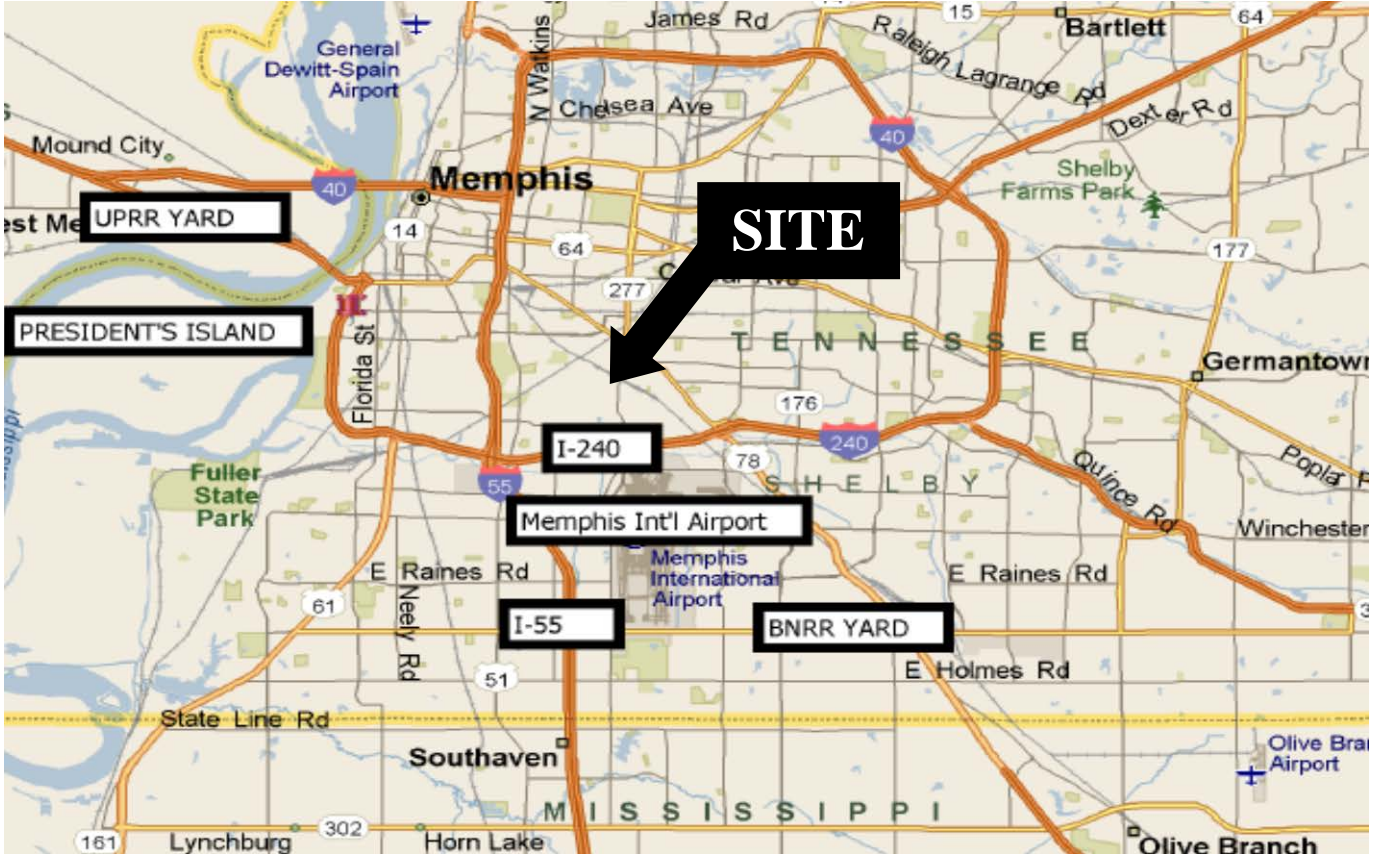 James Rd
15
Bartlett
64
General
Dewitt-Spain
Airport
N Watkins
Raleigh Lagrange Rd
Chelsea Ave
Dexter Rd
40
Mound City
Shelby
Farms Park
40
Memphis
UPRR YARD
14
SITE
64
177
277
PRESIDENT'S ISLAND
Florida St
TENNESSEE
Germantown
176
I-240
240
78
Fuller
State
Park
55
SHELBY
Quince Rd
Memphis Int'l Airport
Winchester
Memphis
International
Airport
E Raines Rd
E Raines Rd
61
Neely Rd
I-55
BNRR YARD
51
E Holmes Rd
State Line Rd
Southaven
Olive Bra
Airport
MISSISSIPPI
161
302
Lynchburg
Horn Lake
Olive Branch